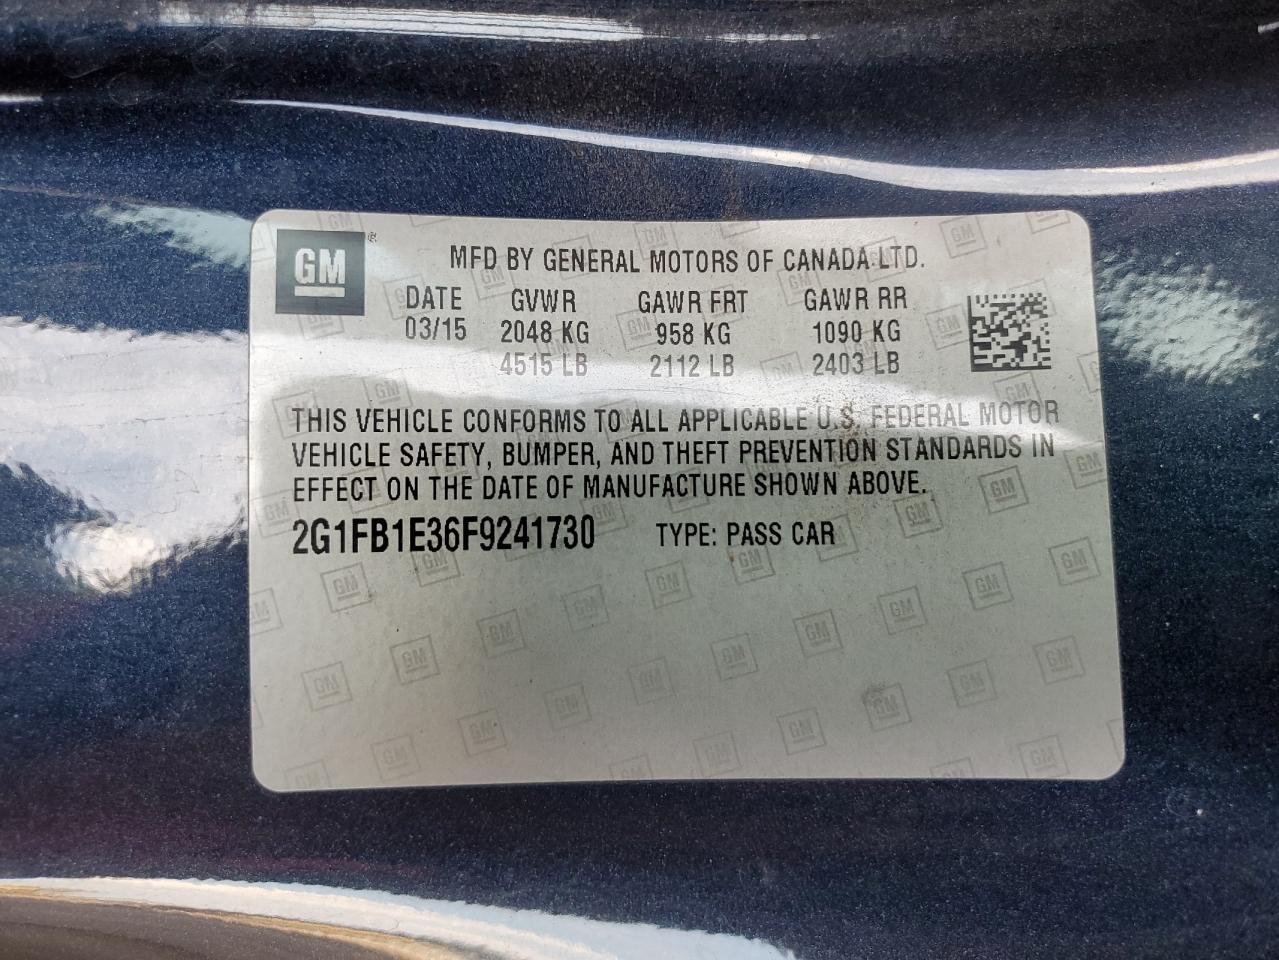 GM
MFD BY GENERAL MOTORS OF CANADA LTD.
DATE GVWR GAWR FRT GAWR RR
03/15 2048 KG 958 KG 1090 KG
4515 LB 2112 LB 2403 LB
THIS VEHICLE CONFORMS TO ALL APPLICABLE U.S. FEDERAL MOTOR
VEHICLE SAFETY, BUMPER, AND THEFT PREVENTION STANDARDS IN
EFFECT ON THE DATE OF MANUFACTURE SHOWN ABOVE.
2G1FB1E36F9241730 TYPE: PASS CAR